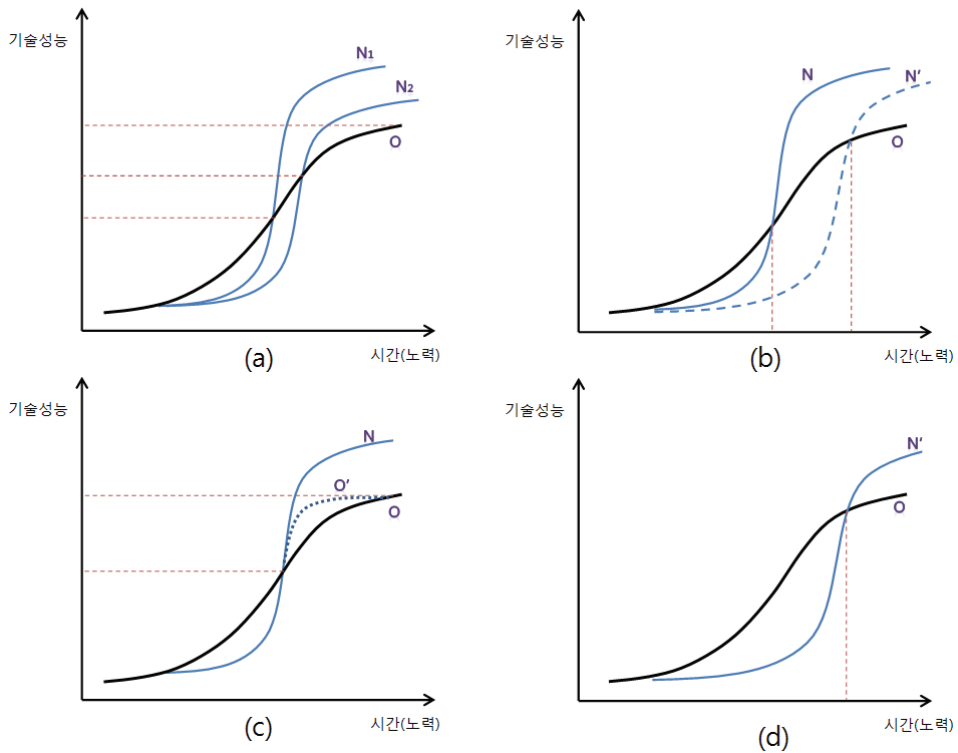 기술성능
N₁
N₂
O
(a)
시간(노력)
기술성능
N
N'
O
(b)
시간(노력)
기술성능
N
O'
O
(c)
시간(노력)
기술성능
N'
O
(d)
시간(노력)